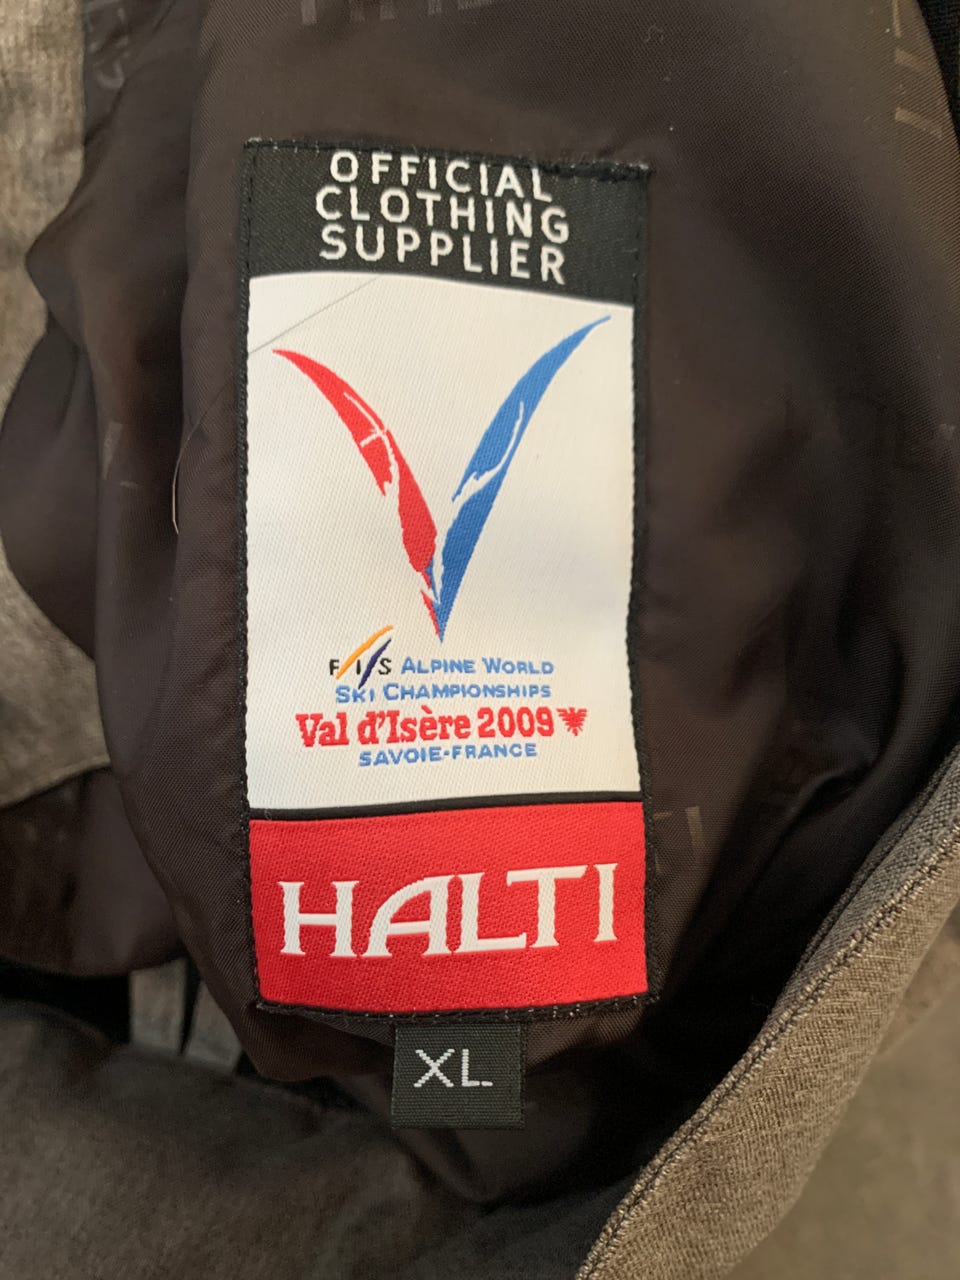 OFFICIAL
CLOTHING
SUPPLIER
FIS ALPINE WORLD
SKI CHAMPIONSHIPS
Val d'Isère 2009
SAVOIE-FRANCE
HALTI
XL